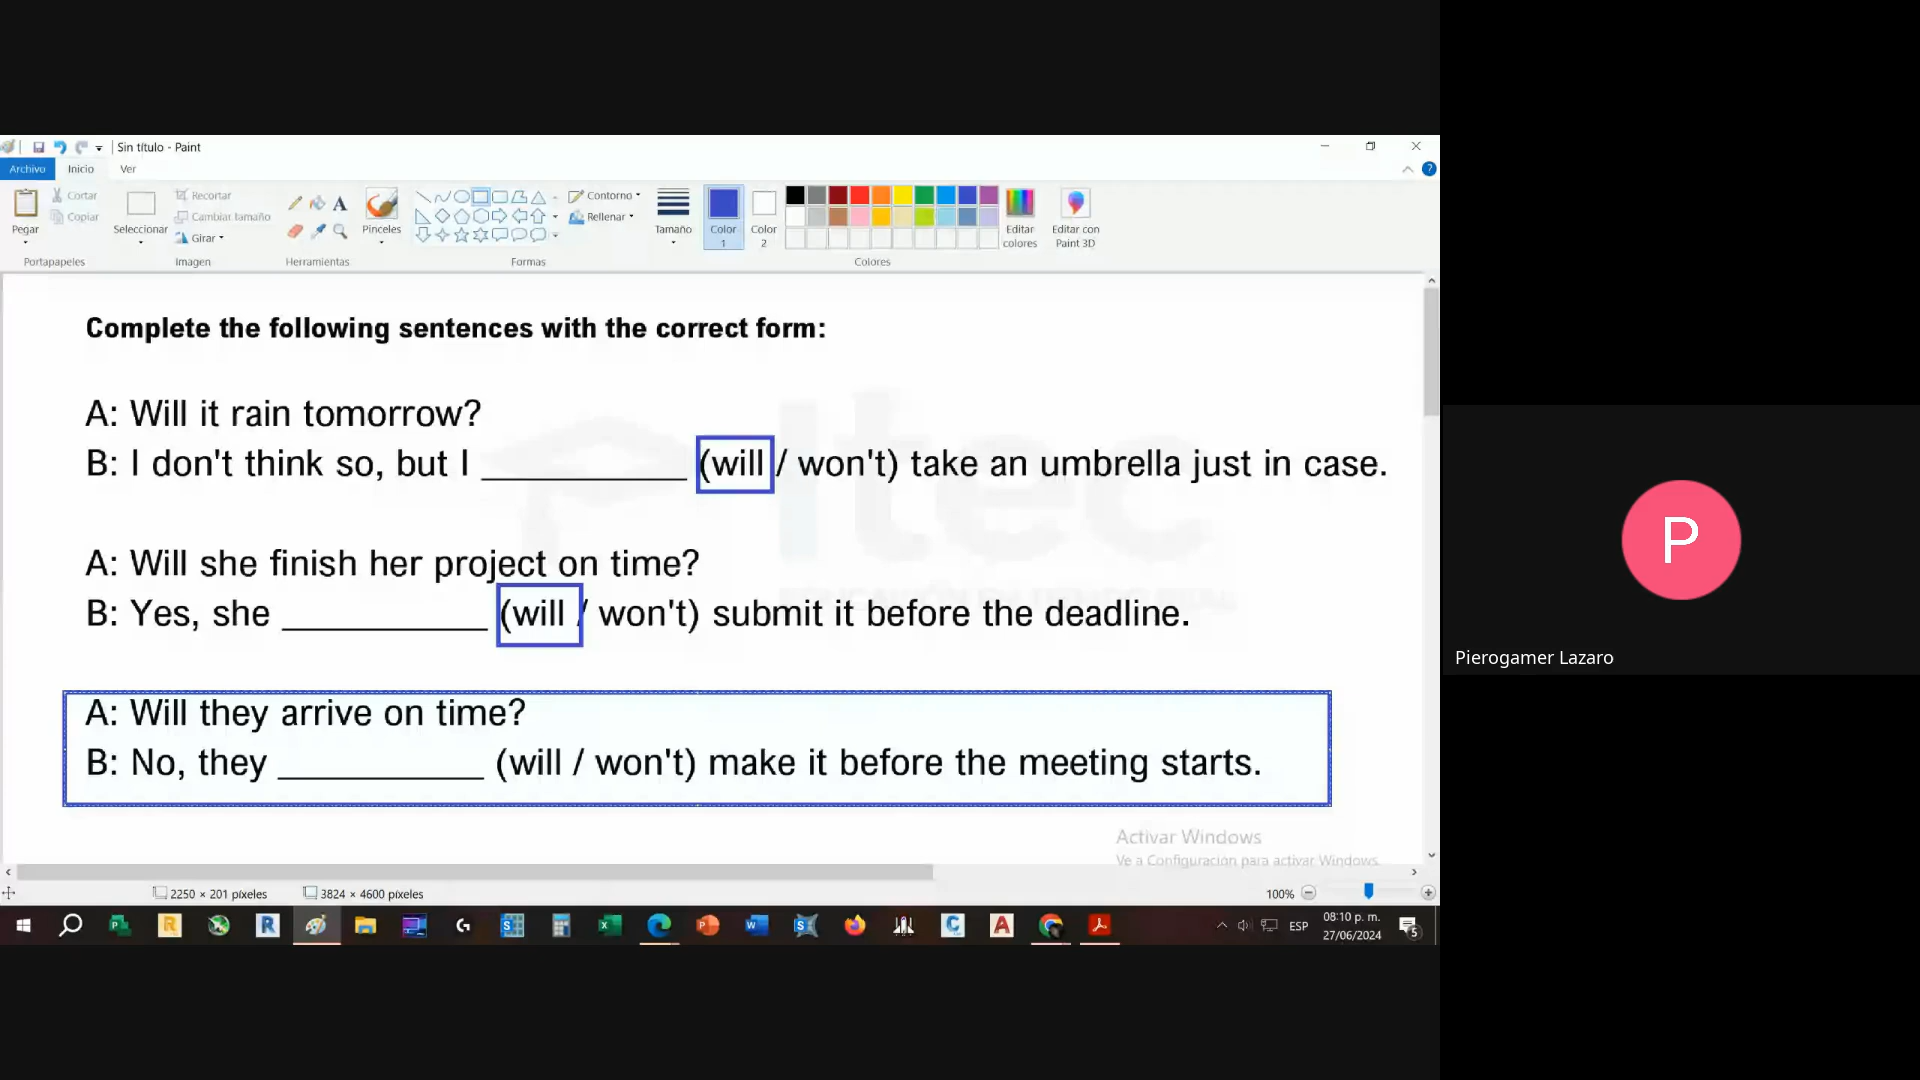 Sin título - Paint
Archivo Inicio Ver
Pegar
Cortar
Copiar
Portapapeles
Seleccionar
Recortar
Cambiar tamaño
Girar
Imagen
Herramientas
Pinceles
Formas
Contorno
Rellenar
Tamaño
Color 1
Color 2
Colores
Editar colores
Editar con Paint 3D
Complete the following sentences with the correct form:
A: Will it rain tomorrow?
B: I don't think so, but I __________ (will / won't) take an umbrella just in case.
A: Will she finish her project on time?
B: Yes, she __________ (will / won't) submit it before the deadline.
A: Will they arrive on time?
B: No, they __________ (will / won't) make it before the meeting starts.
Itec
Activar Windows
Ve a Configuración para activar Windows.
2250 × 201 píxeles 3824 × 4600 píxeles 100%
ESP 08:10 p. m.
27/06/2024
5
P
Pierogamer Lazaro